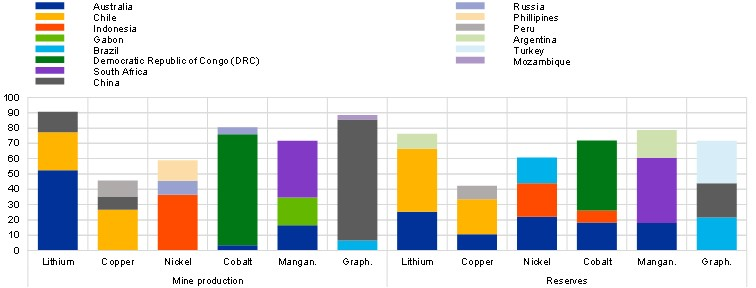 Australia
Chile
Indonesia
Gabon
Brazil
Democratic Republic of Congo (DRC)
South Africa
China
Russia
Phillipines
Peru
Argentina
Turkey
Mozambique
100
90
80
70
60
50
40
30
20
10
0
Lithium Copper Nickel Cobalt Mangan. Graph. Lithium Copper Nickel Cobalt Mangan. Graph.
Mine production Reserves